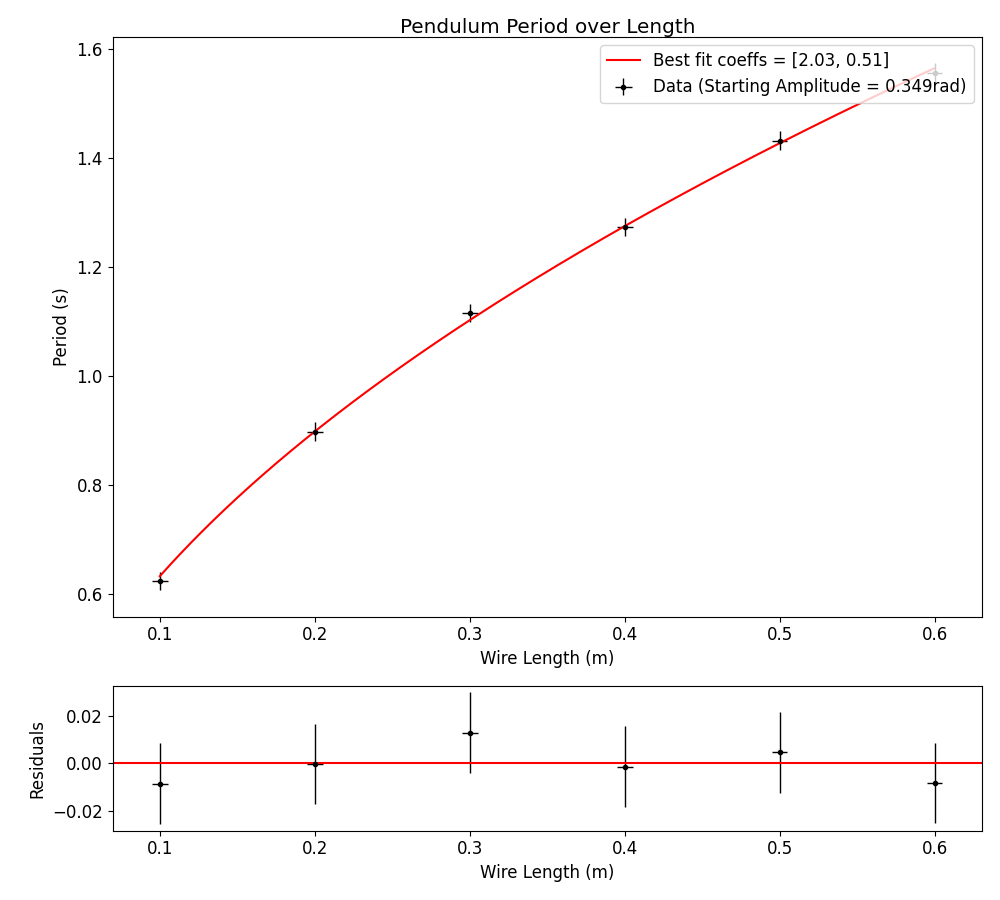 Pendulum Period over Length
Best fit coeffs = [2.03, 0.51]
Data (Starting Amplitude = 0.349rad)
Period (s)
1.6
1.4
1.2
1.0
0.8
0.6
0.1 0.2 0.3 0.4 0.5 0.6
Wire Length (m)
Residuals
0.02
0.00
−0.02
0.1 0.2 0.3 0.4 0.5 0.6
Wire Length (m)